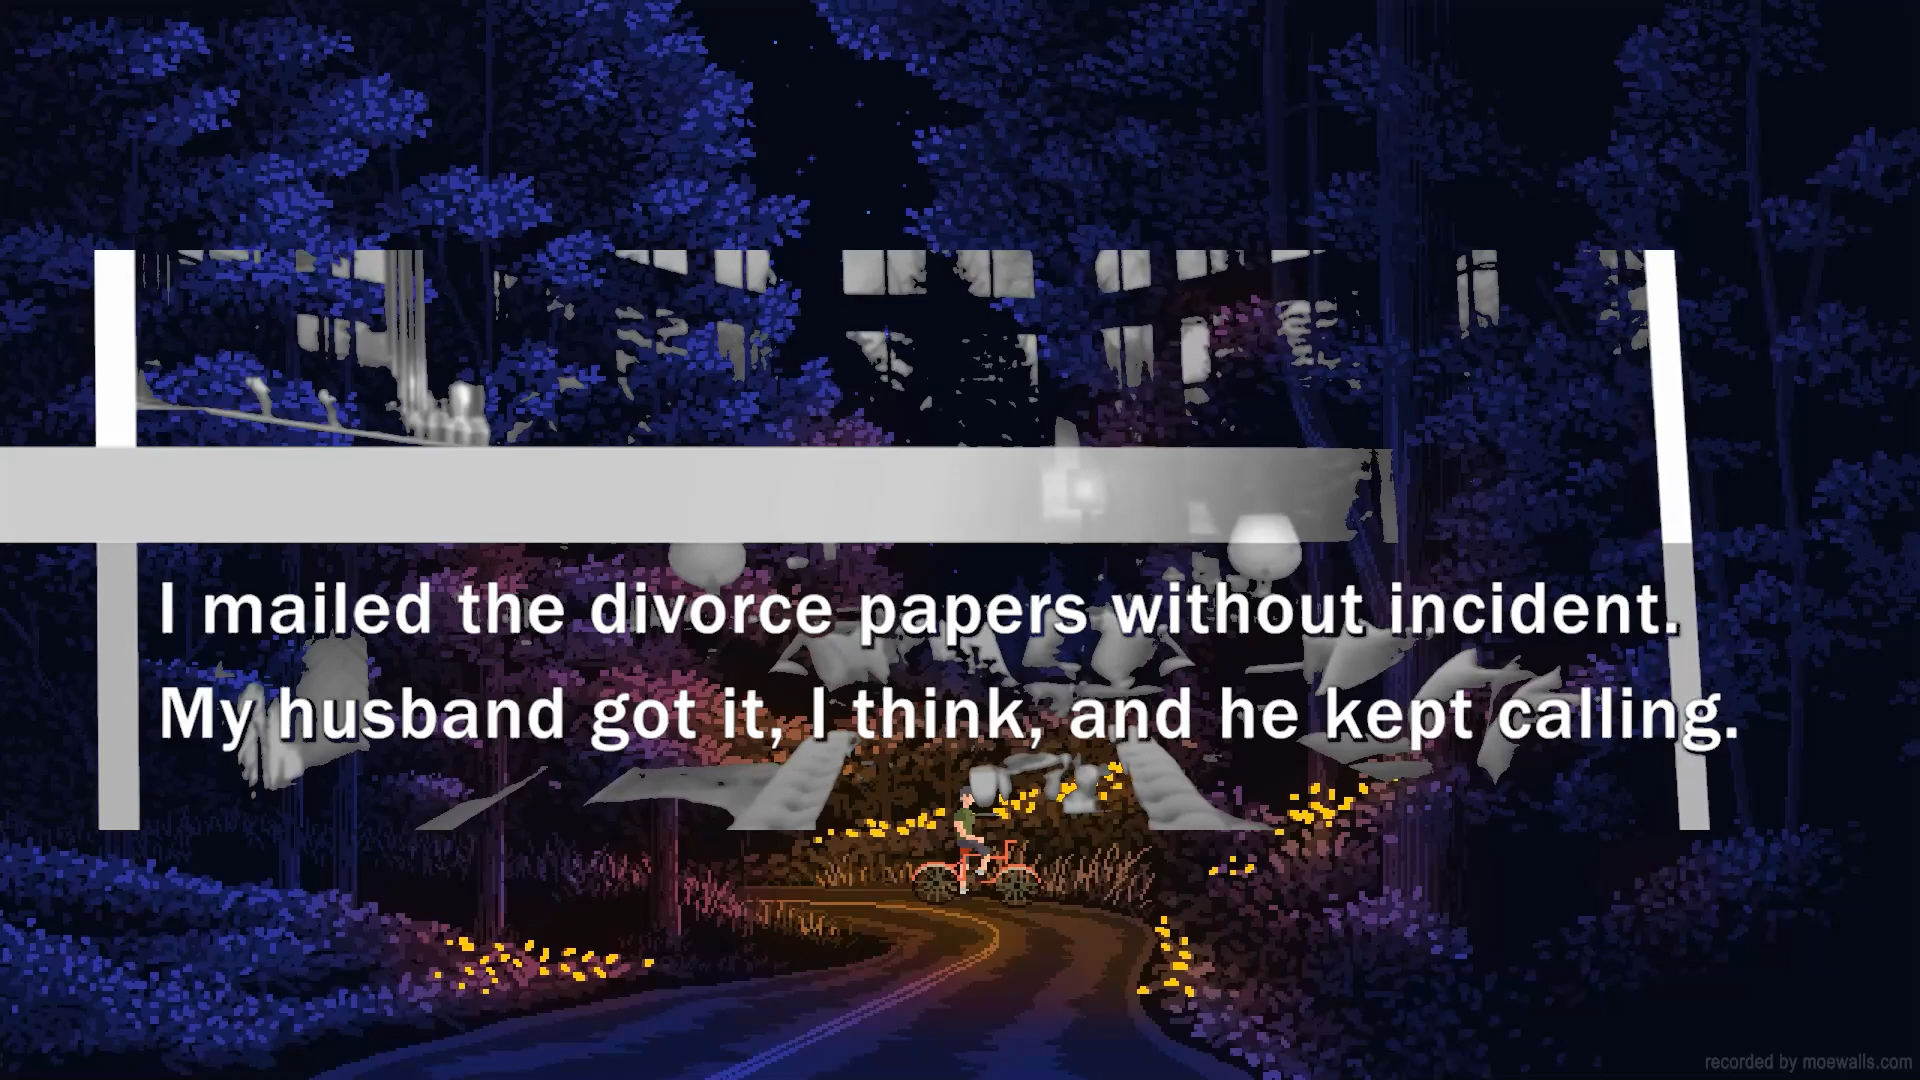 I mailed the divorce papers without incident.
My husband got it, I think, and he kept calling.
recorded by moewalls.com